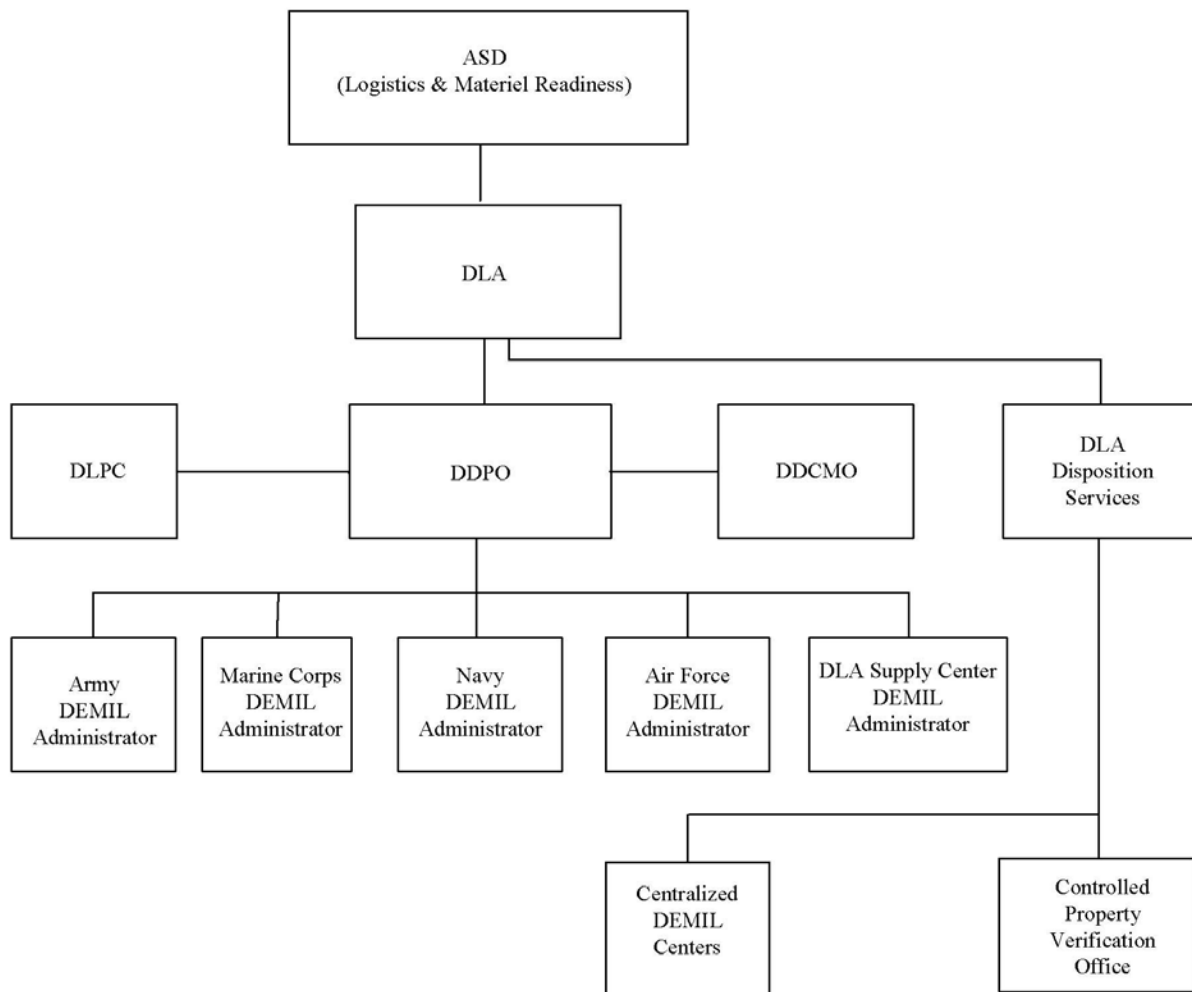 ASD
(Logistics & Materiel Readiness)
DLA
DLPC
DDPO
DDCMO
DLA
Disposition
Services
Army
DEMIL
Administrator
Marine Corps
DEMIL
Administrator
Navy
DEMIL
Administrator
Air Force
DEMIL
Administrator
DLA Supply Center
DEMIL
Administrator
Centralized
DEMIL
Centers
Controlled
Property
Verification
Office